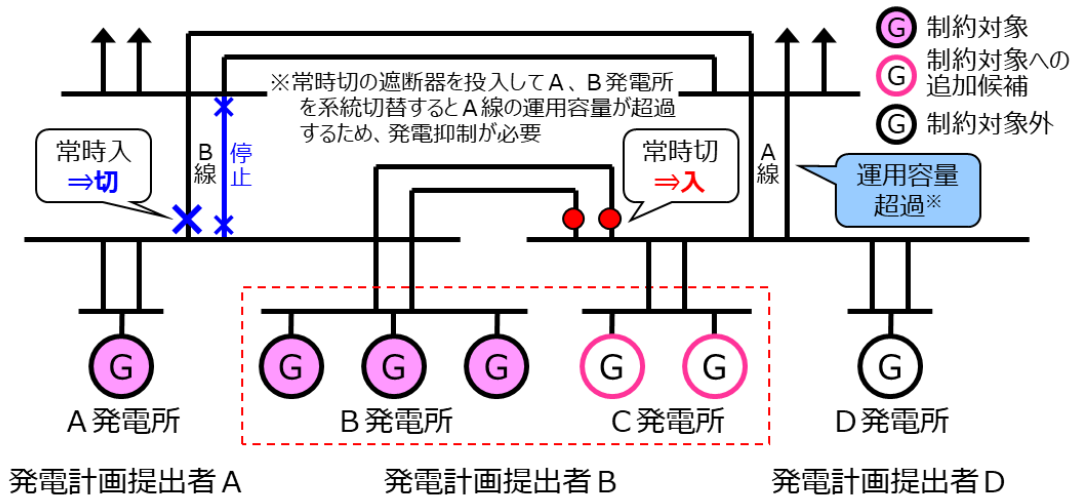 G 制約対象
G 制約対象への
追加候補
G 制約対象外
※常時切の遮断器を投入してA、B発電所
を系統切替するとA線の運用容量が超過
するため、発電抑制が必要
常時入
⇒切
B線
停止
常時切
⇒入
A線
運用容量
超過※
G
G
G
G
G
G
G
A発電所
B発電所
C発電所
D発電所
発電計画提出者A
発電計画提出者B
発電計画提出者D